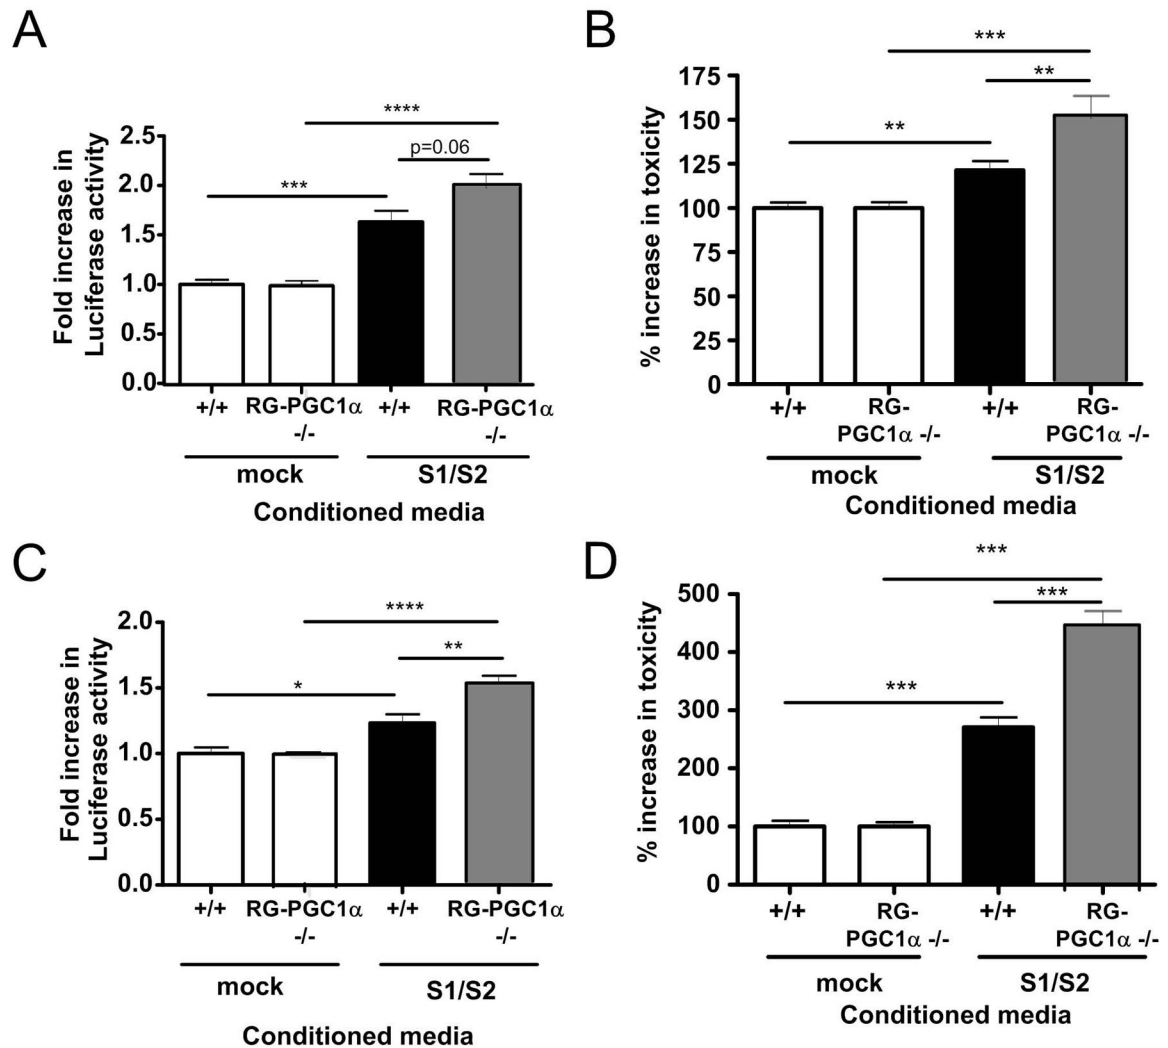 A
Fold increase in
Luciferase activity
2.5
2.0
1.5
1.0
0.5
0.0
****
p=0.06
***
+/+
RG-PGC1α
-/-
+/+
RG-PGC1α
-/-
mock
S1/S2
Conditioned media
B
% increase in toxicity
175
150
125
100
75
50
25
0
***
**
**
+/+
RG-
PGC1α -/-
+/+
RG-
PGC1α -/-
mock
S1/S2
Conditioned media
C
Fold increase in
Luciferase activity
2.0
1.5
1.0
0.5
0.0
****
**
*
+/+
RG-PGC1α
-/-
+/+
RG-PGC1α
-/-
mock
S1/S2
Conditioned media
D
% increase in toxicity
500
400
300
200
100
0
***
***
***
+/+
RG-
PGC1α -/-
+/+
RG-
PGC1α -/-
mock
S1/S2
Conditioned media